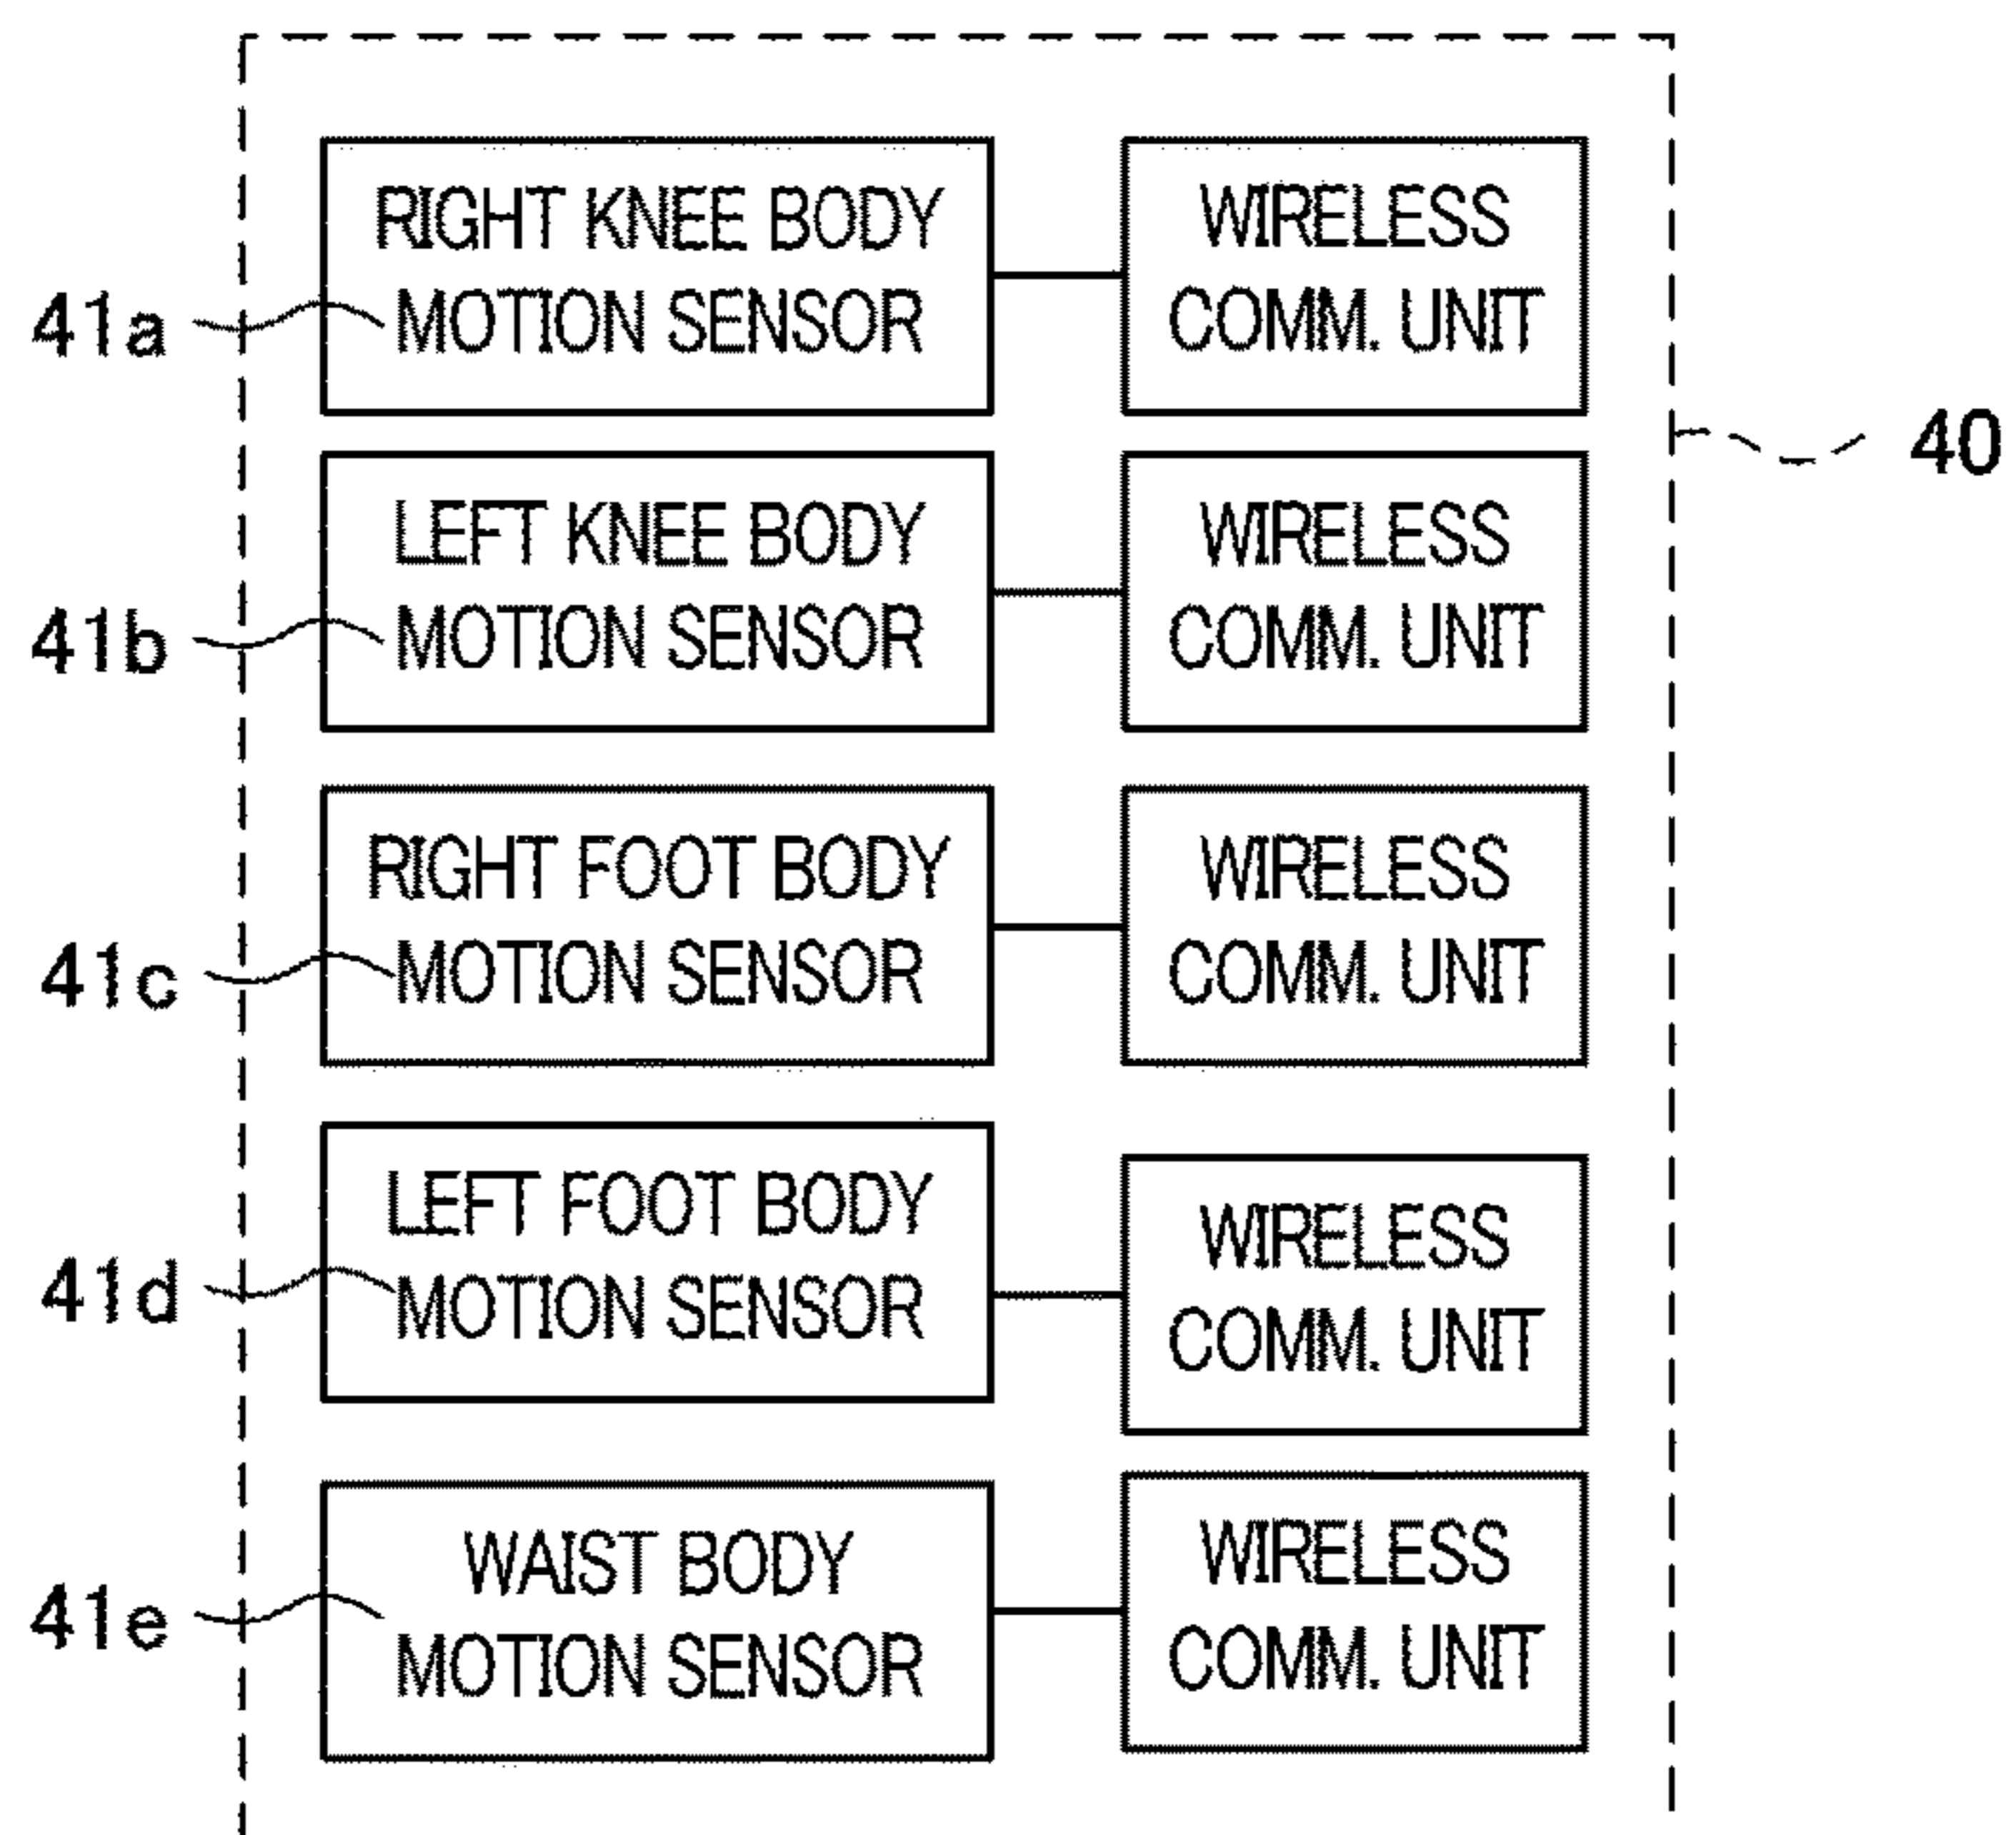 RIGHT KNEE BODY
MOTION SENSOR
WIRELESS
COMM. UNIT
41a
40
LEFT KNEE BODY
MOTION SENSOR
WIRELESS
COMM. UNIT
41b
RIGHT FOOT BODY
MOTION SENSOR
WIRELESS
COMM. UNIT
41c
LEFT FOOT BODY
MOTION SENSOR
WIRELESS
COMM. UNIT
41d
WAIST BODY
MOTION SENSOR
WIRELESS
COMM. UNIT
41e